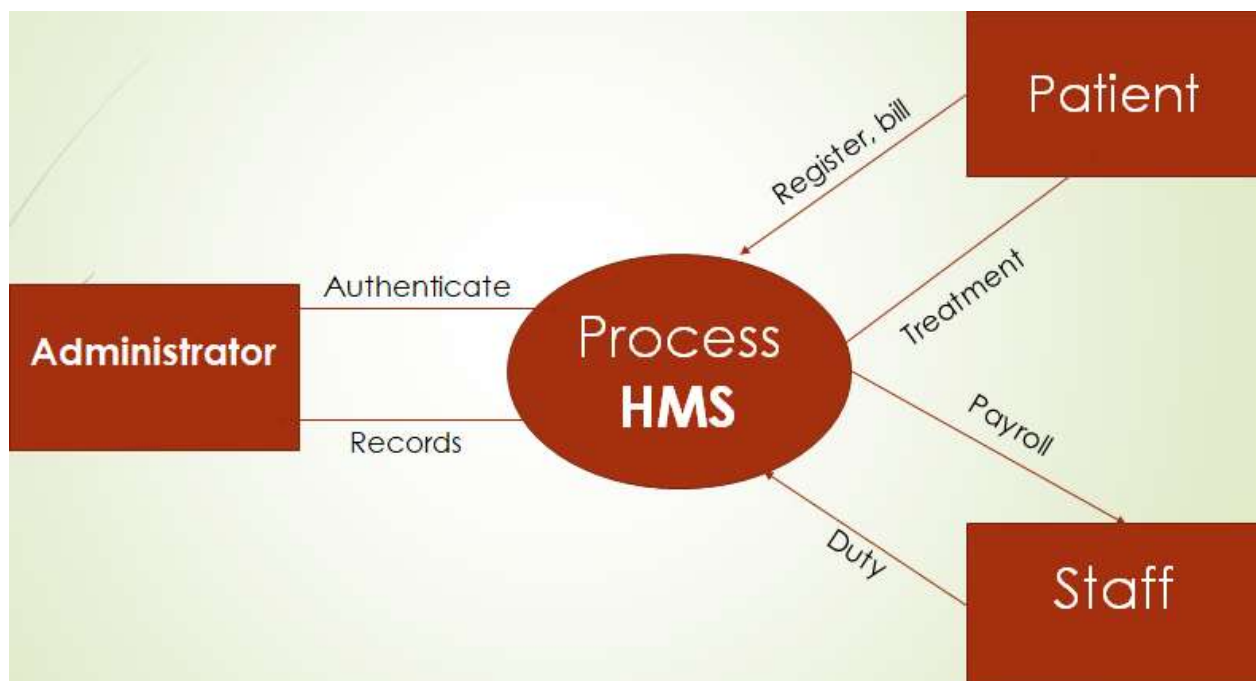 Patient
Register, bill
Treatment
Authenticate
Administrator
Records
Process
HMS
Payroll
Duty
Staff